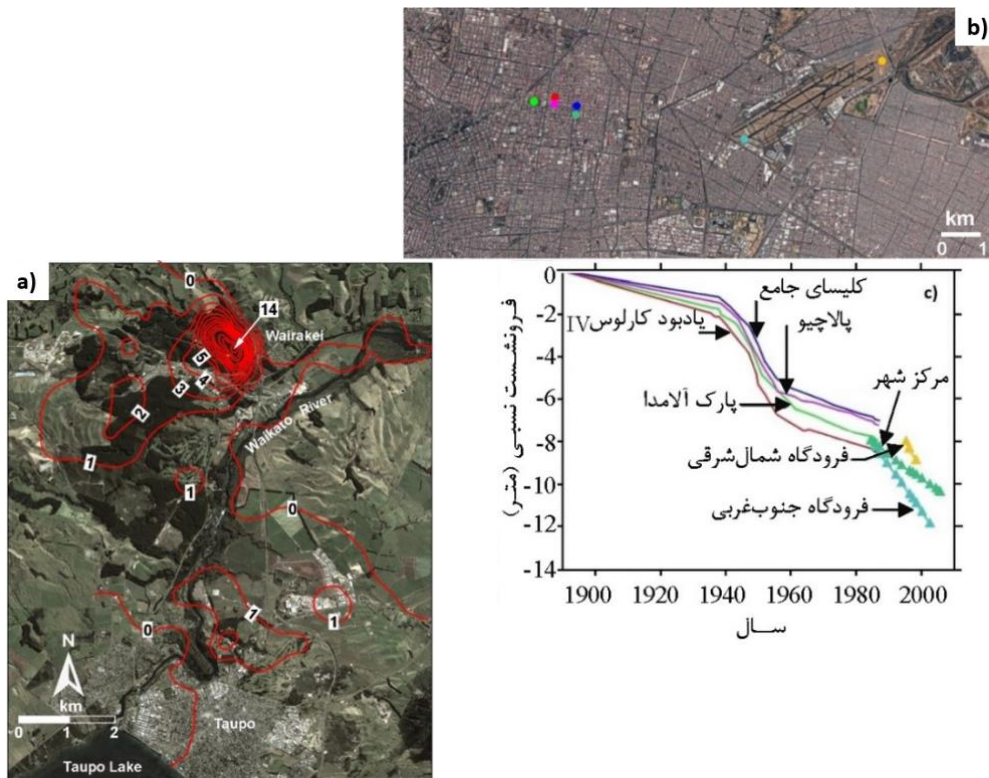 b)
km
0 1
a)
0
14
Wairakei
5
4
3
2
1
Waikato River
1
0
1
0
1
N
km
0 1 2
Taupo
Taupo Lake
c)
فرونشست نسبی (متر)
0
-2
-4
-6
-8
-10
-12
-14
کلیسای جامع
پالاچیو
یادبود کارلوس IV
مرکز شهر
پارک آلامدا
فرودگاه شمال‌شرقی
فرودگاه جنوب‌غربی
1900 1920 1940 1960 1980 2000
سال